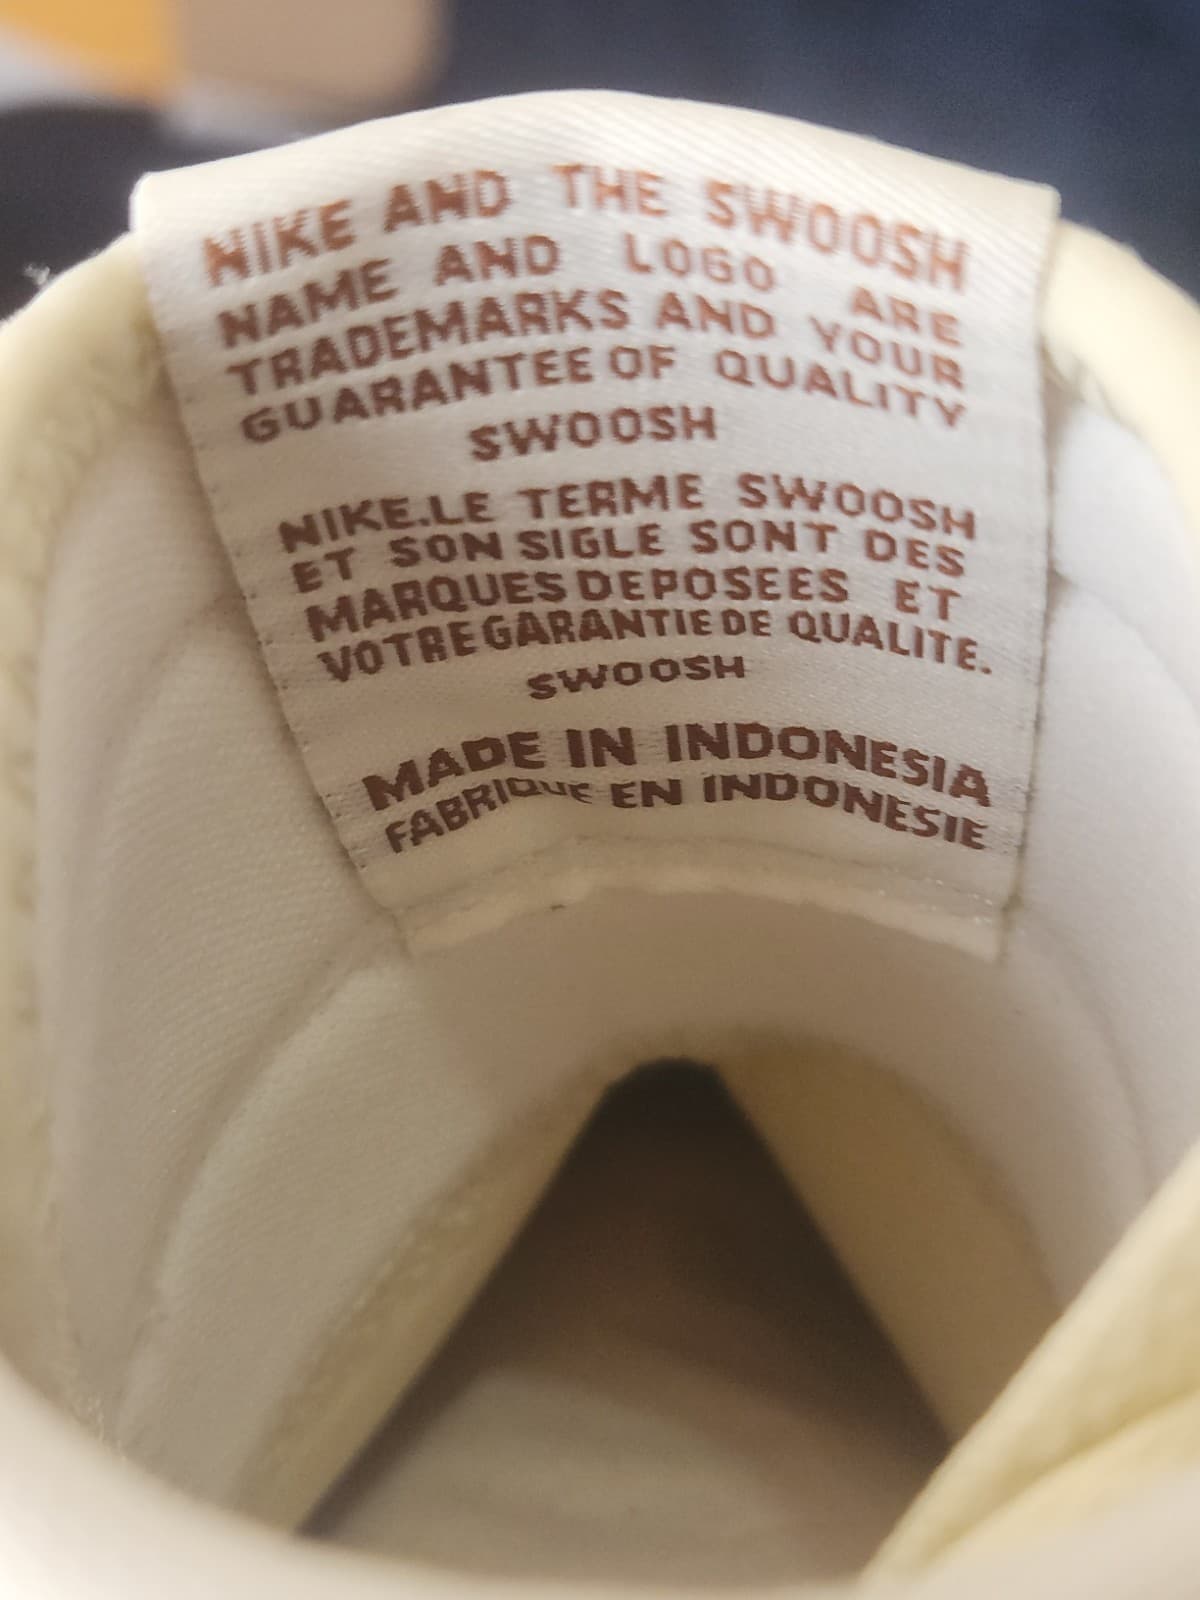 NIKE AND THE SWOOSH
NAME AND LOGO ARE
TRADEMARKS AND YOUR
GUARANTEE OF QUALITY
SWOOSH
NIKE.LE TERME SWOOSH
ET SON SIGLE SONT DES
MARQUES DEPOSEES ET
VOTRE GARANTIE DE QUALITE.
SWOOSH
MADE IN INDONESIA
FABRIQUE EN INDONESIE